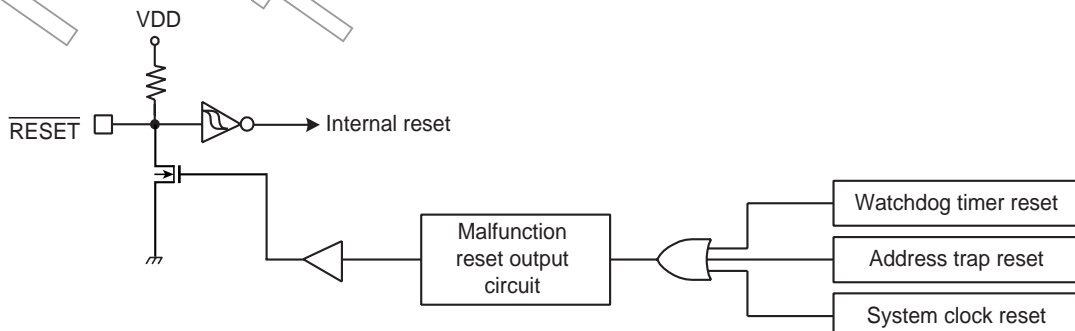 VDD
RESET
Internal reset
Watchdog timer reset
Malfunction
reset output
circuit
Address trap reset
System clock reset